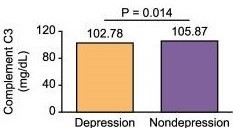 P = 0.014
102.78 105.87
Complement C3
(mg/dL)
120
80
40
0
Depression Nondepression